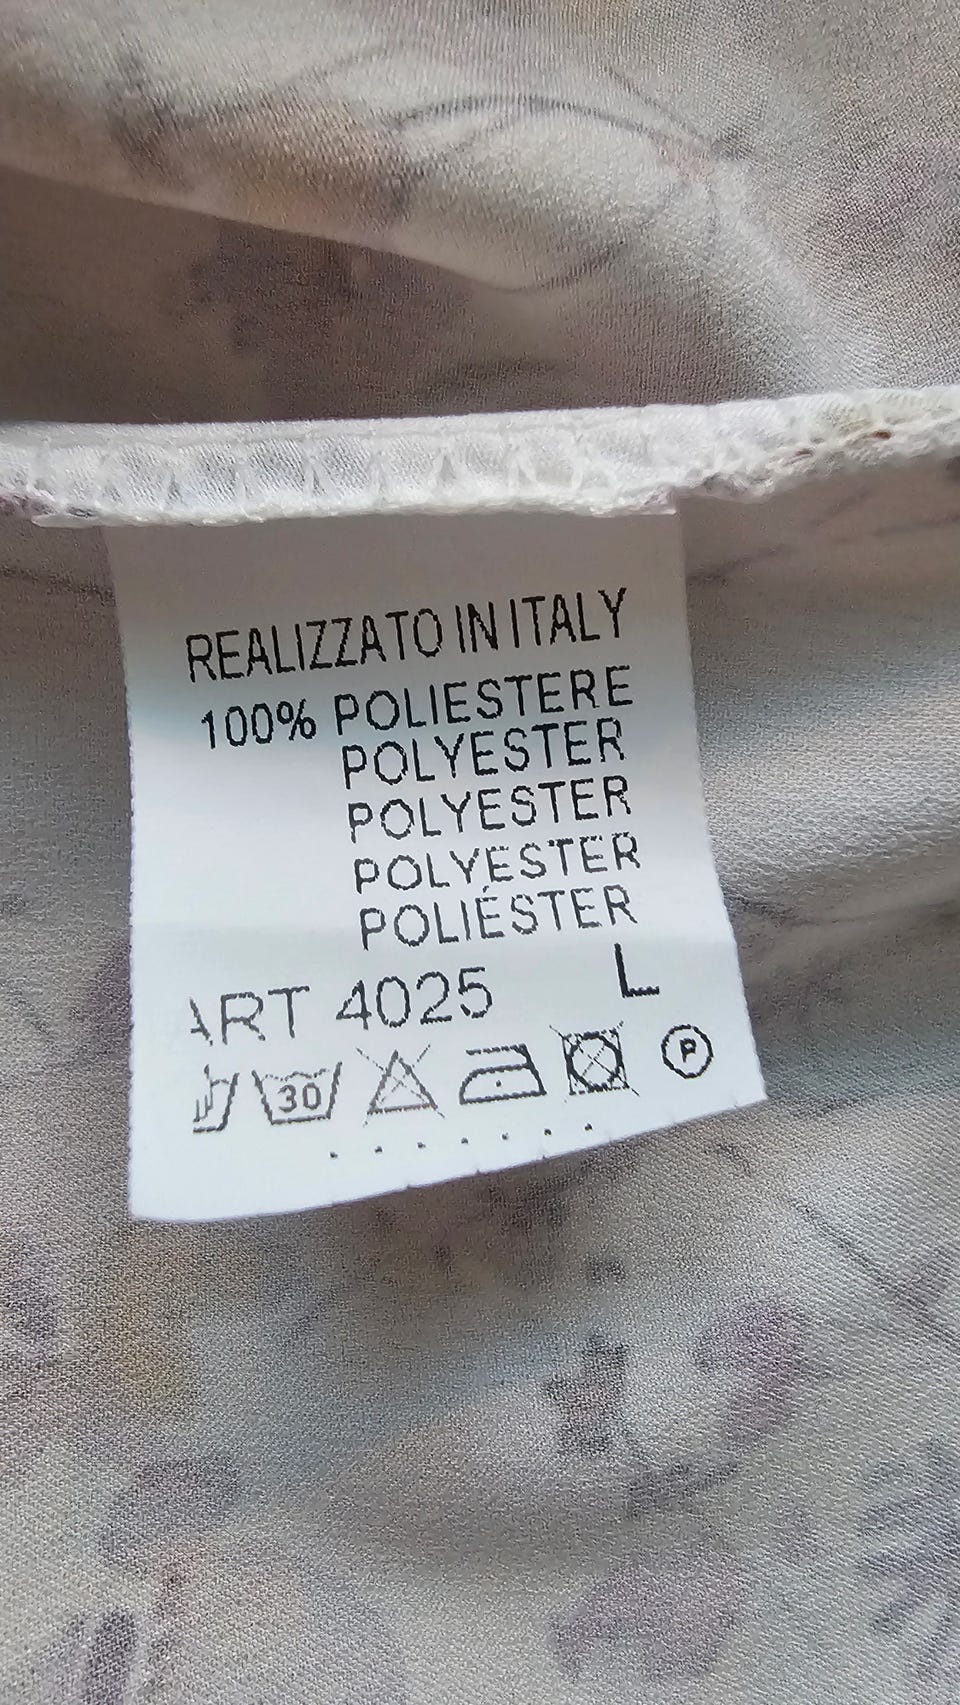 REALIZZATO IN ITALY
100% POLIESTERE
POLYESTER
POLYESTER
POLYESTER
POLIÉSTER
ART 4025 L
30 P